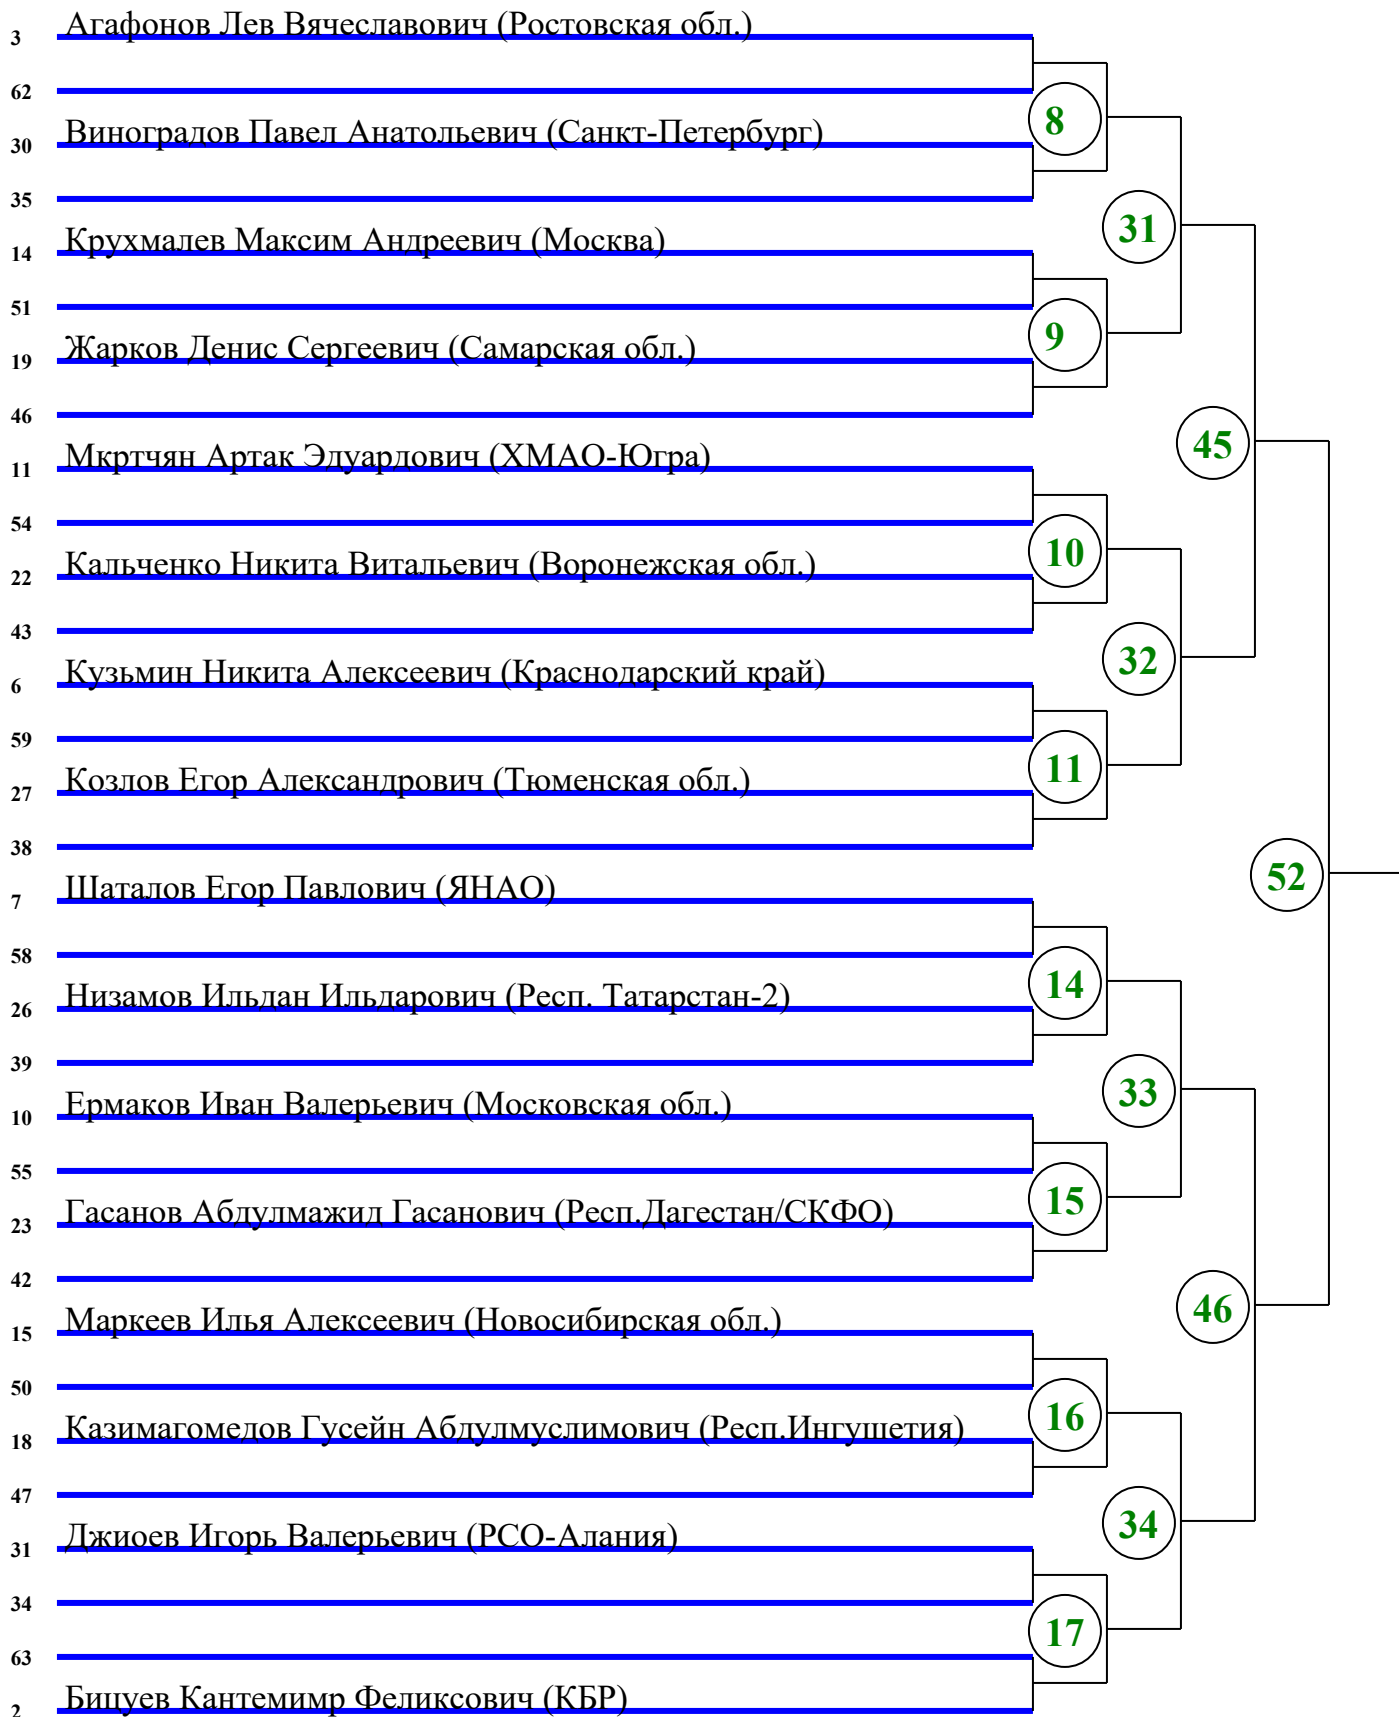 3 Агафонов Лев Вячеславович (Ростовская обл.)
62
8
30 Виноградов Павел Анатольевич (Санкт-Петербург)
35
31
14 Крухмалев Максим Андреевич (Москва)
51
9
19 Жарков Денис Сергеевич (Самарская обл.)
46
45
11 Мкртчян Артак Эдуардович (ХМАО-Югра)
54
10
22 Кальченко Никита Витальевич (Воронежская обл.)
43
32
6 Кузьмин Никита Алексеевич (Краснодарский край)
59
11
27 Козлов Егор Александрович (Тюменская обл.)
38
52
7 Шаталов Егор Павлович (ЯНАО)
58
14
26 Низамов Ильдан Ильдарович (Респ. Татарстан-2)
39
33
10 Ермаков Иван Валерьевич (Московская обл.)
55
15
23 Гасанов Абдулмажид Гасанович (Респ.Дагестан/СКФО)
42
46
15 Маркеев Илья Алексеевич (Новосибирская обл.)
50
16
18 Казимагомедов Гусейн Абдулмуслимович (Респ.Ингушетия)
47
34
31 Джиоев Игорь Валерьевич (РСО-Алания)
34
17
63
2 Бицуев Кантемимр Феликсович (КБР)